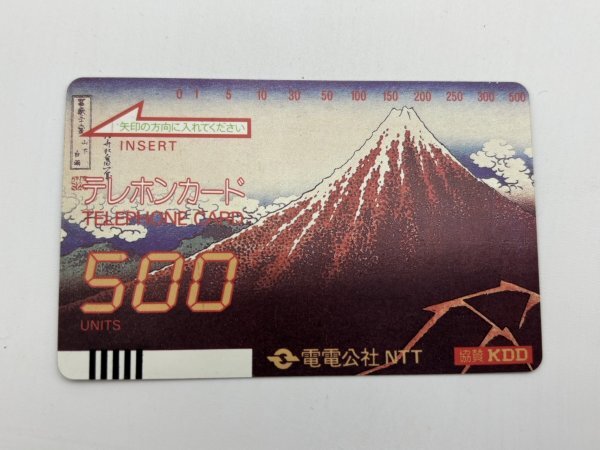 0 1 5 10 30 50 100 150 200 250 300 500
矢印の方向に入れてください
INSERT
テレホンカード
TELEPHONE CARD
500
UNITS
電電公社 NTT
協賛 KDD